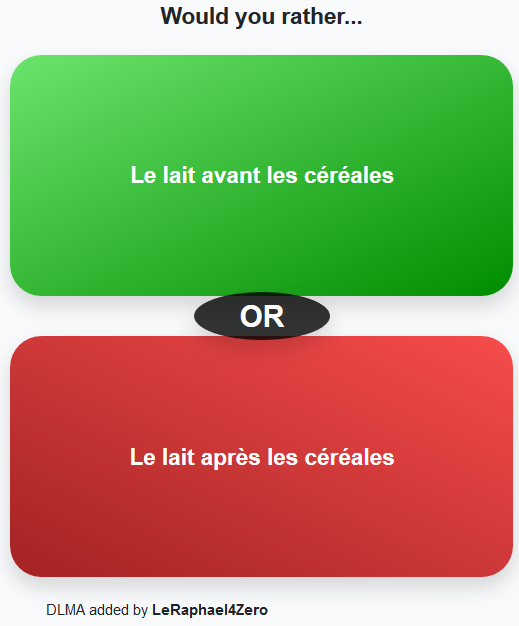 Would you rather...
Le lait avant les céréales
OR
Le lait après les céréales
DLMA added by LeRaphael4Zero